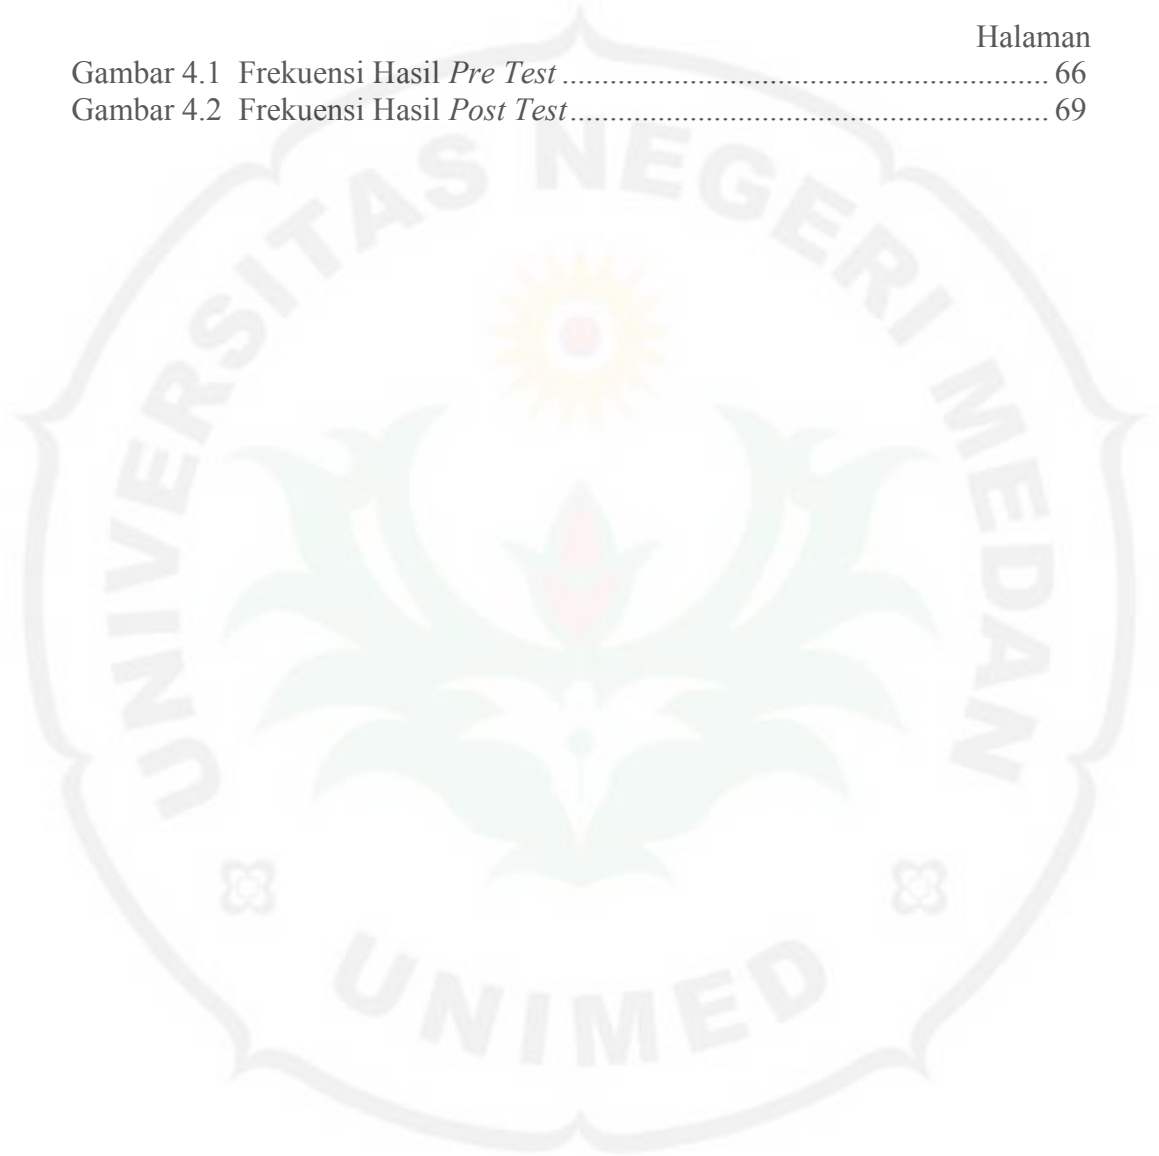 Halaman
Gambar 4.1 Frekuensi Hasil Pre Test ............................................................... 66
Gambar 4.2 Frekuensi Hasil Post Test .............................................................. 69
UNIVERSITAS NEGERI MEDAN
UNIMED